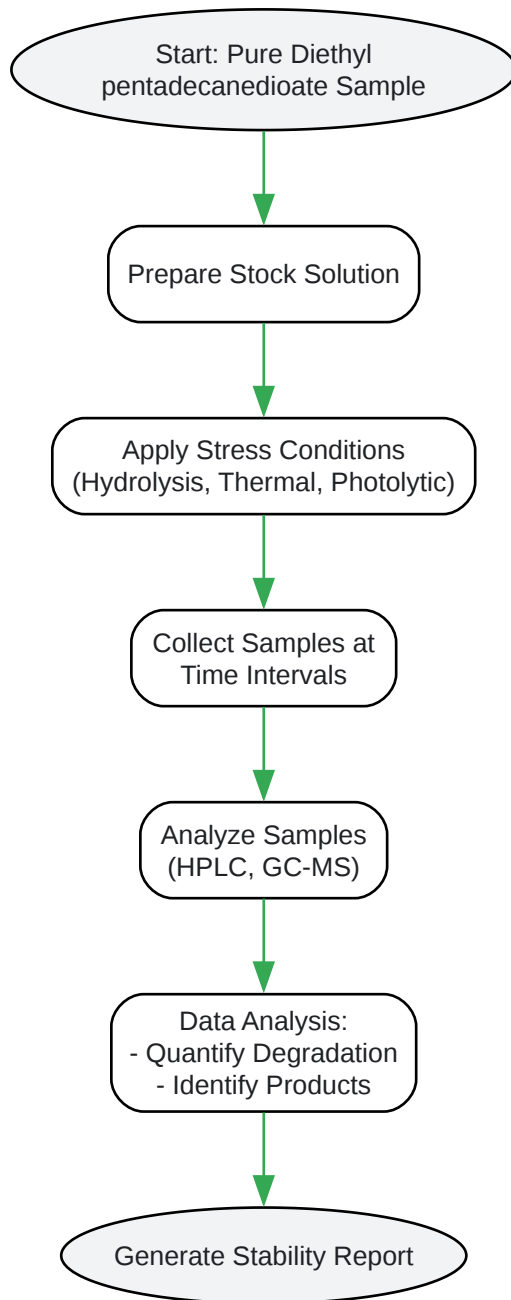 Start: Pure Diethyl
pentadecanedioate Sample
Prepare Stock Solution
Apply Stress Conditions
(Hydrolysis, Thermal, Photolytic)
Collect Samples at
Time Intervals
Analyze Samples
(HPLC, GC-MS)
Data Analysis:
- Quantify Degradation
- Identify Products
Generate Stability Report